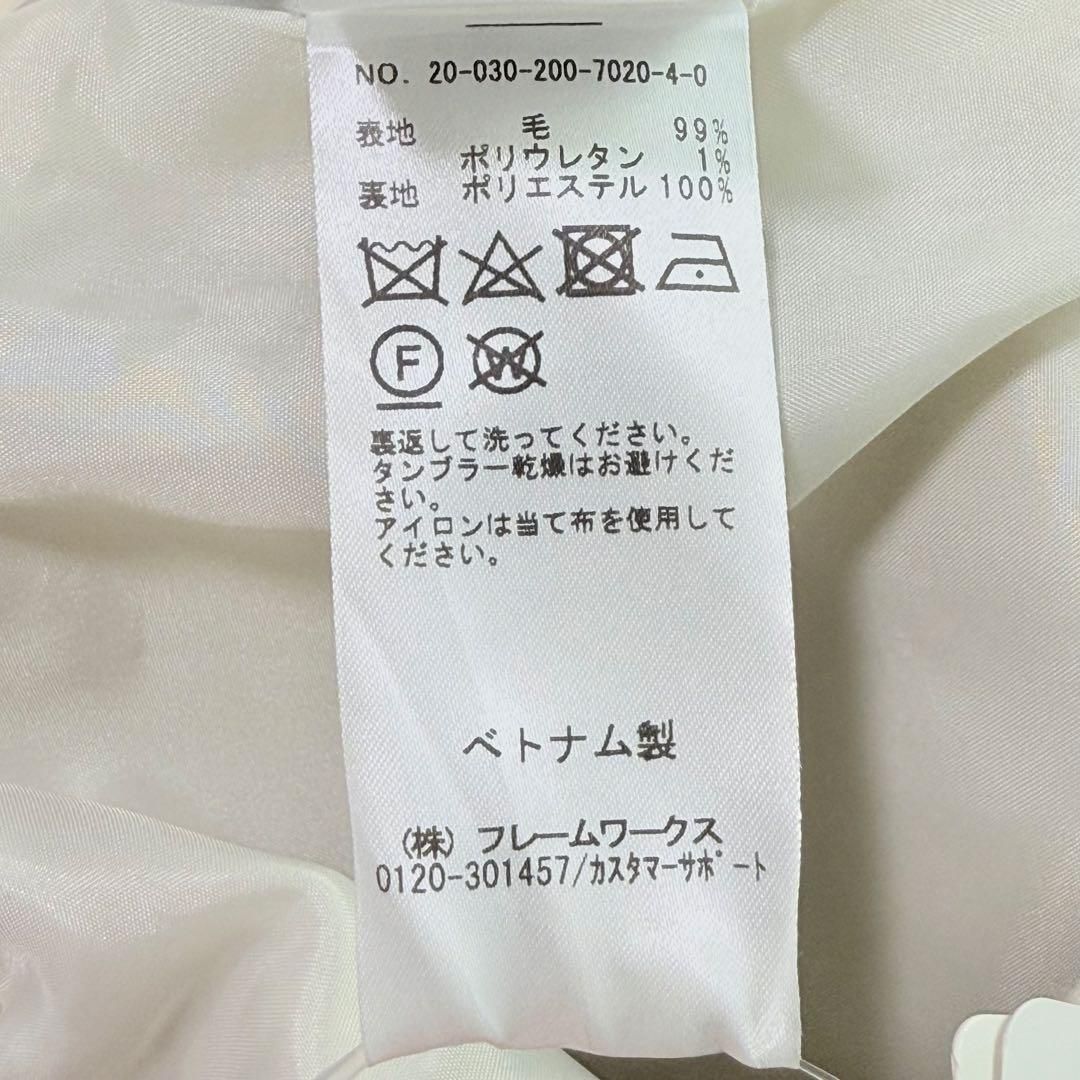 NO. 20-030-200-7020-4-0
表地 毛 99%
ポリウレタン 1%
裏地 ポリエステル 100%
F W
裏返して洗ってください。
タンブラー乾燥はお避けくだ
さい。
アイロンは当て布を使用して
ください。
ベトナム製
(株) フレームワークス
0120-301457/カスタマーサポート